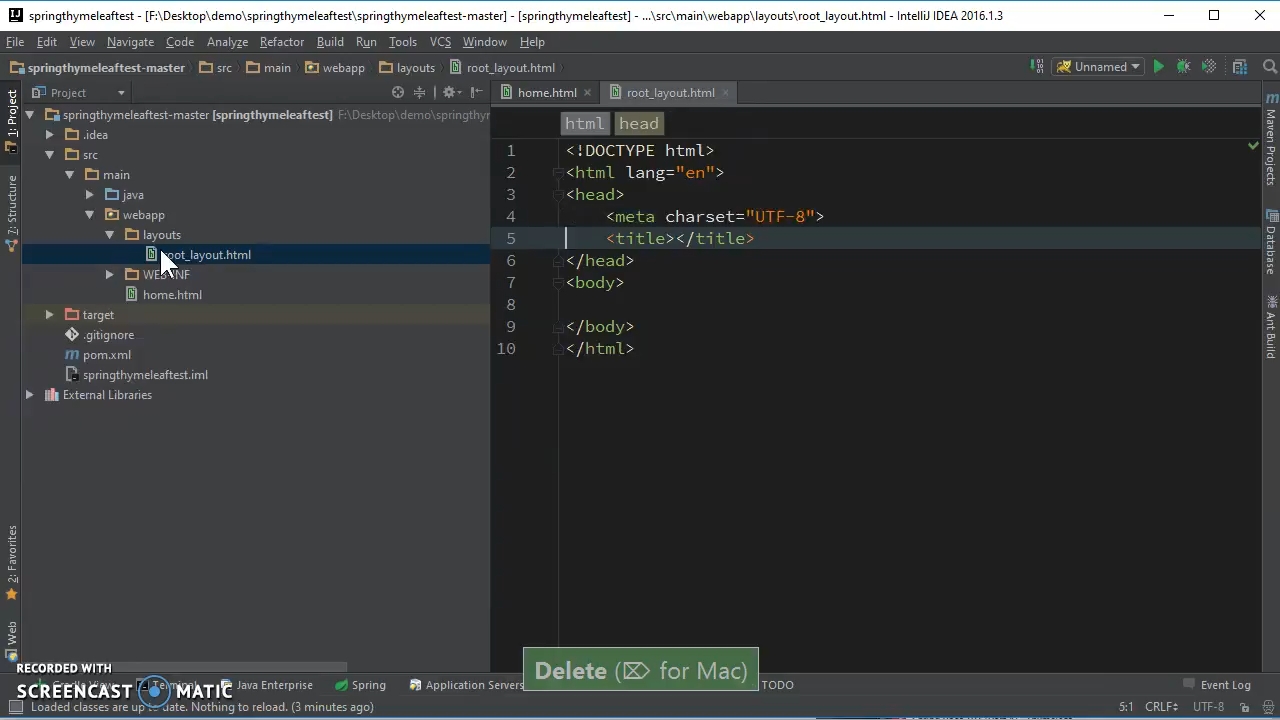 springthymeleaftest - [F:\Desktop\demo\springthymeleaftest\springthymeleaftest-master] - [springthymeleaftest] - ...\src\main\webapp\layouts\root_layout.html - IntelliJ IDEA 2016.1.3
File Edit View Navigate Code Analyze Refactor Build Run Tools VCS Window Help
springthymeleaftest-master src main webapp layouts root_layout.html Unnamed
Project home.html root_layout.html
1: Project
7: Structure
2: Favorites
Web
springthymeleaftest-master [springthymeleaftest] F:\Desktop\demo\springthym
.idea
src
main
java
webapp
layouts
root_layout.html
home.html
target
.gitignore
pom.xml
springthymeleaftest.iml
External Libraries
html head
1 <!DOCTYPE html>
2 <html lang="en">
3 <head>
4 <meta charset="UTF-8">
5 <title></title>
6 </head>
7 <body>
8
9 </body>
10 </html>
Maven Projects
Database
Ant Build
Delete (⌦ for Mac)
RECORDED WITH
SCREENCAST MATIC
Java Enterprise Spring Application Servers TODO Event Log
Loaded classes are up to date. Nothing to reload. (3 minutes ago) 5:1 CRLF UTF-8